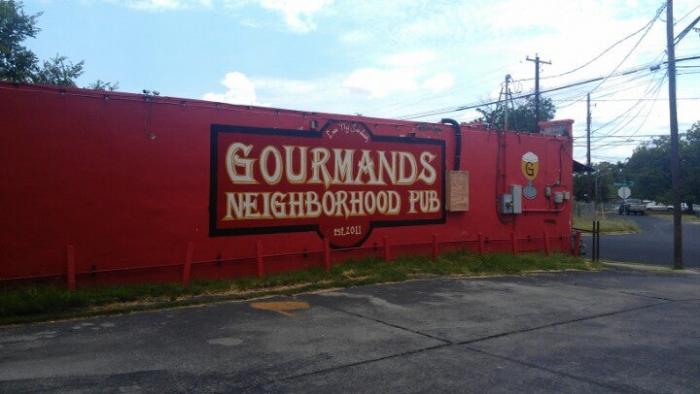 GOURMANDS
NEIGHBORHOOD PUB
EST. 2011
G